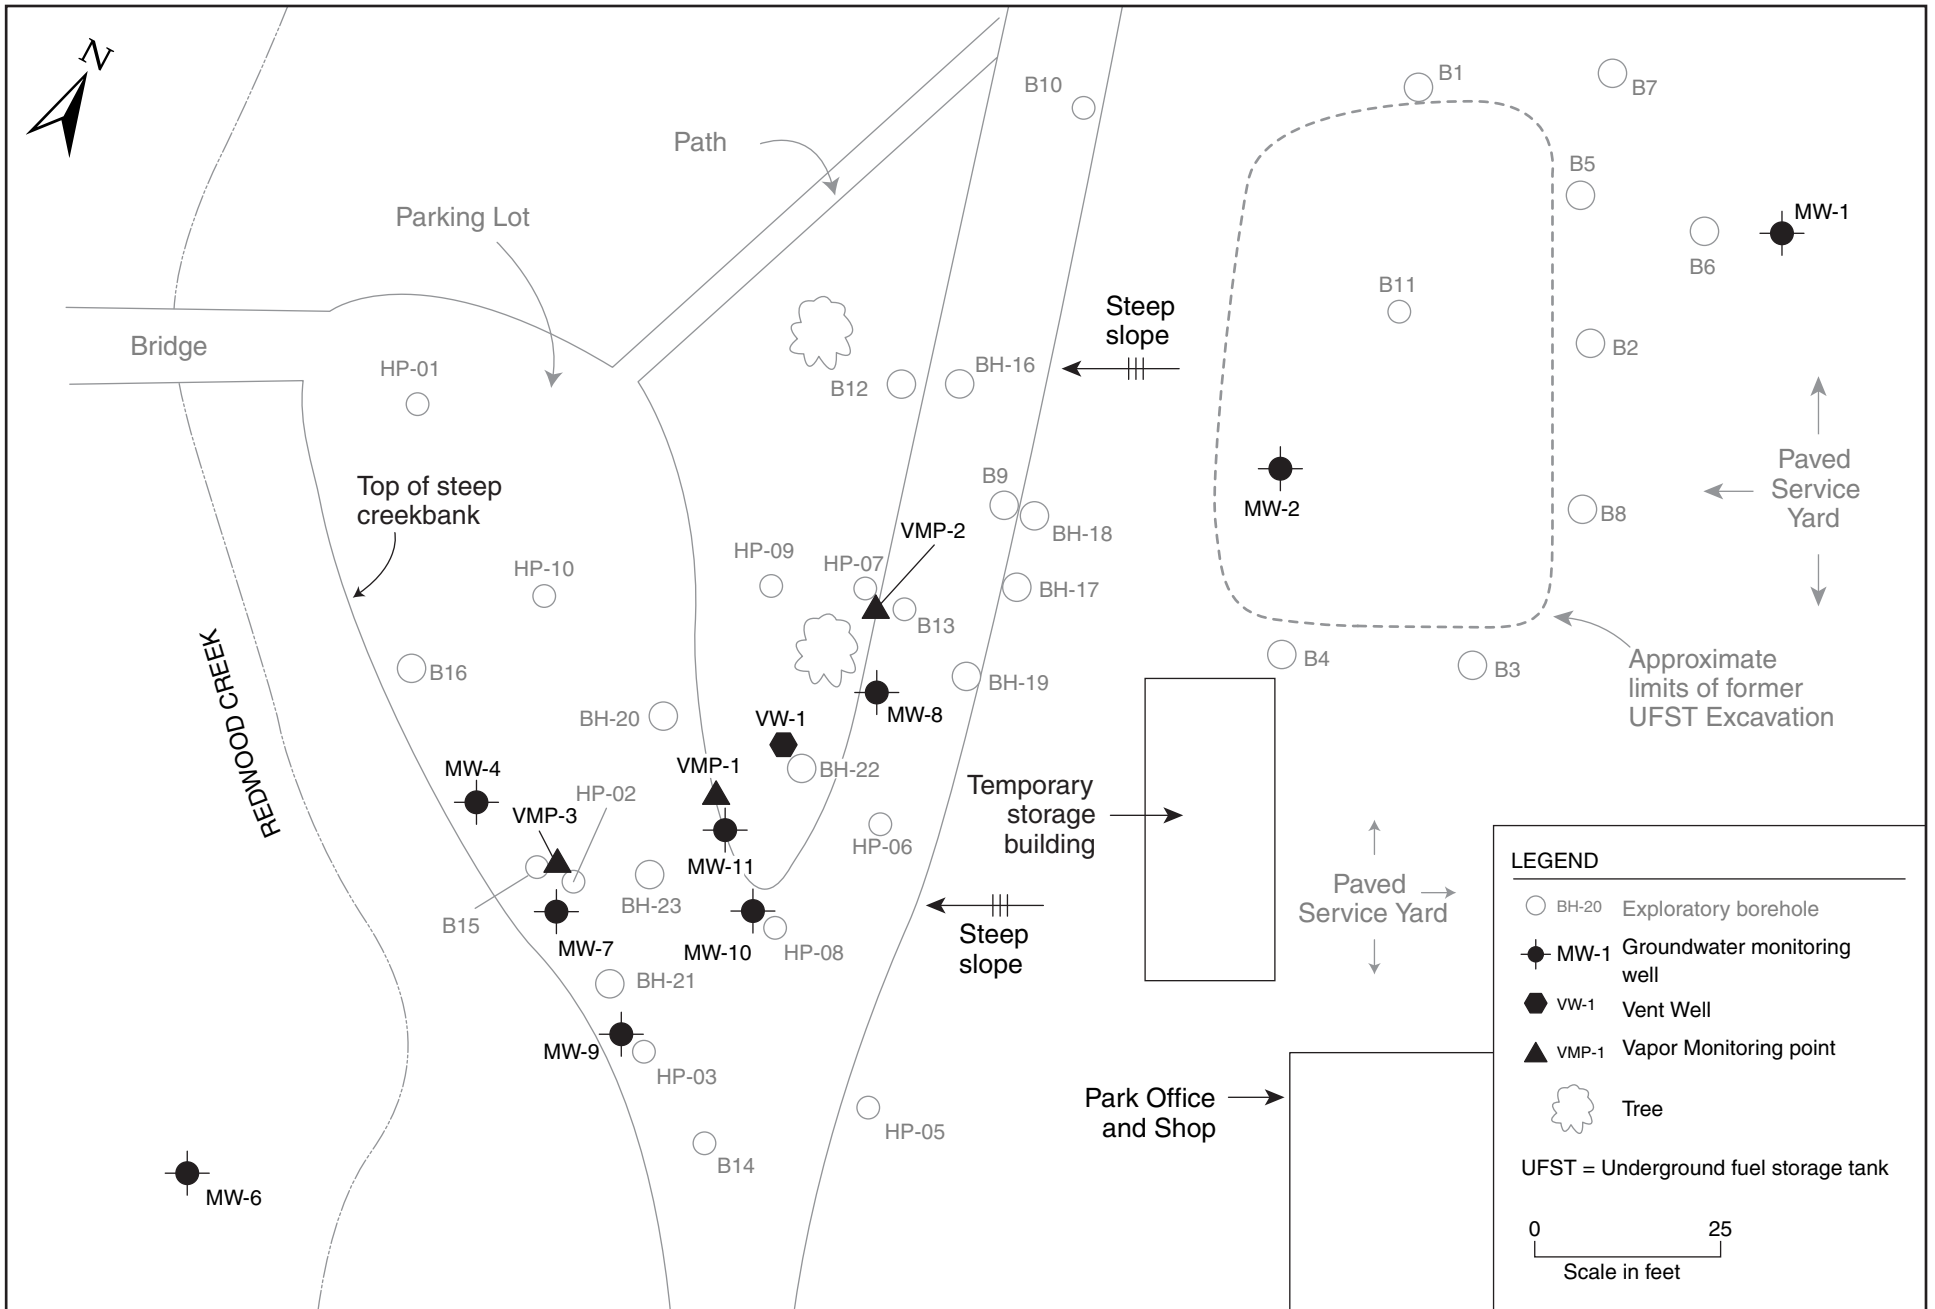 N
B10
B1
B7
Path
B5
MW-1
Parking Lot
B6
B11
Steep
slope
Bridge
HP-01
B12
BH-16
B2
Top of steep
creekbank
B9
VMP-2
MW-2
B8
Paved
Service
Yard
BH-18
HP-09
HP-07
HP-10
BH-17
B13
B16
BH-19
B4
B3
Approximate
limits of former
UFST Excavation
REDWOOD CREEK
BH-20
VW-1
MW-8
MW-4
VMP-1
BH-22
HP-02
VMP-3
Temporary
storage
building
HP-06
MW-11
BH-23
B15
MW-7
MW-10
HP-08
Steep
slope
Paved
Service Yard
BH-21
MW-9
HP-03
Park Office
and Shop
HP-05
B14
MW-6
LEGEND
BH-20 Exploratory borehole
MW-1 Groundwater monitoring
well
VW-1 Vent Well
VMP-1 Vapor Monitoring point
Tree
UFST = Underground fuel storage tank
0 25
Scale in feet